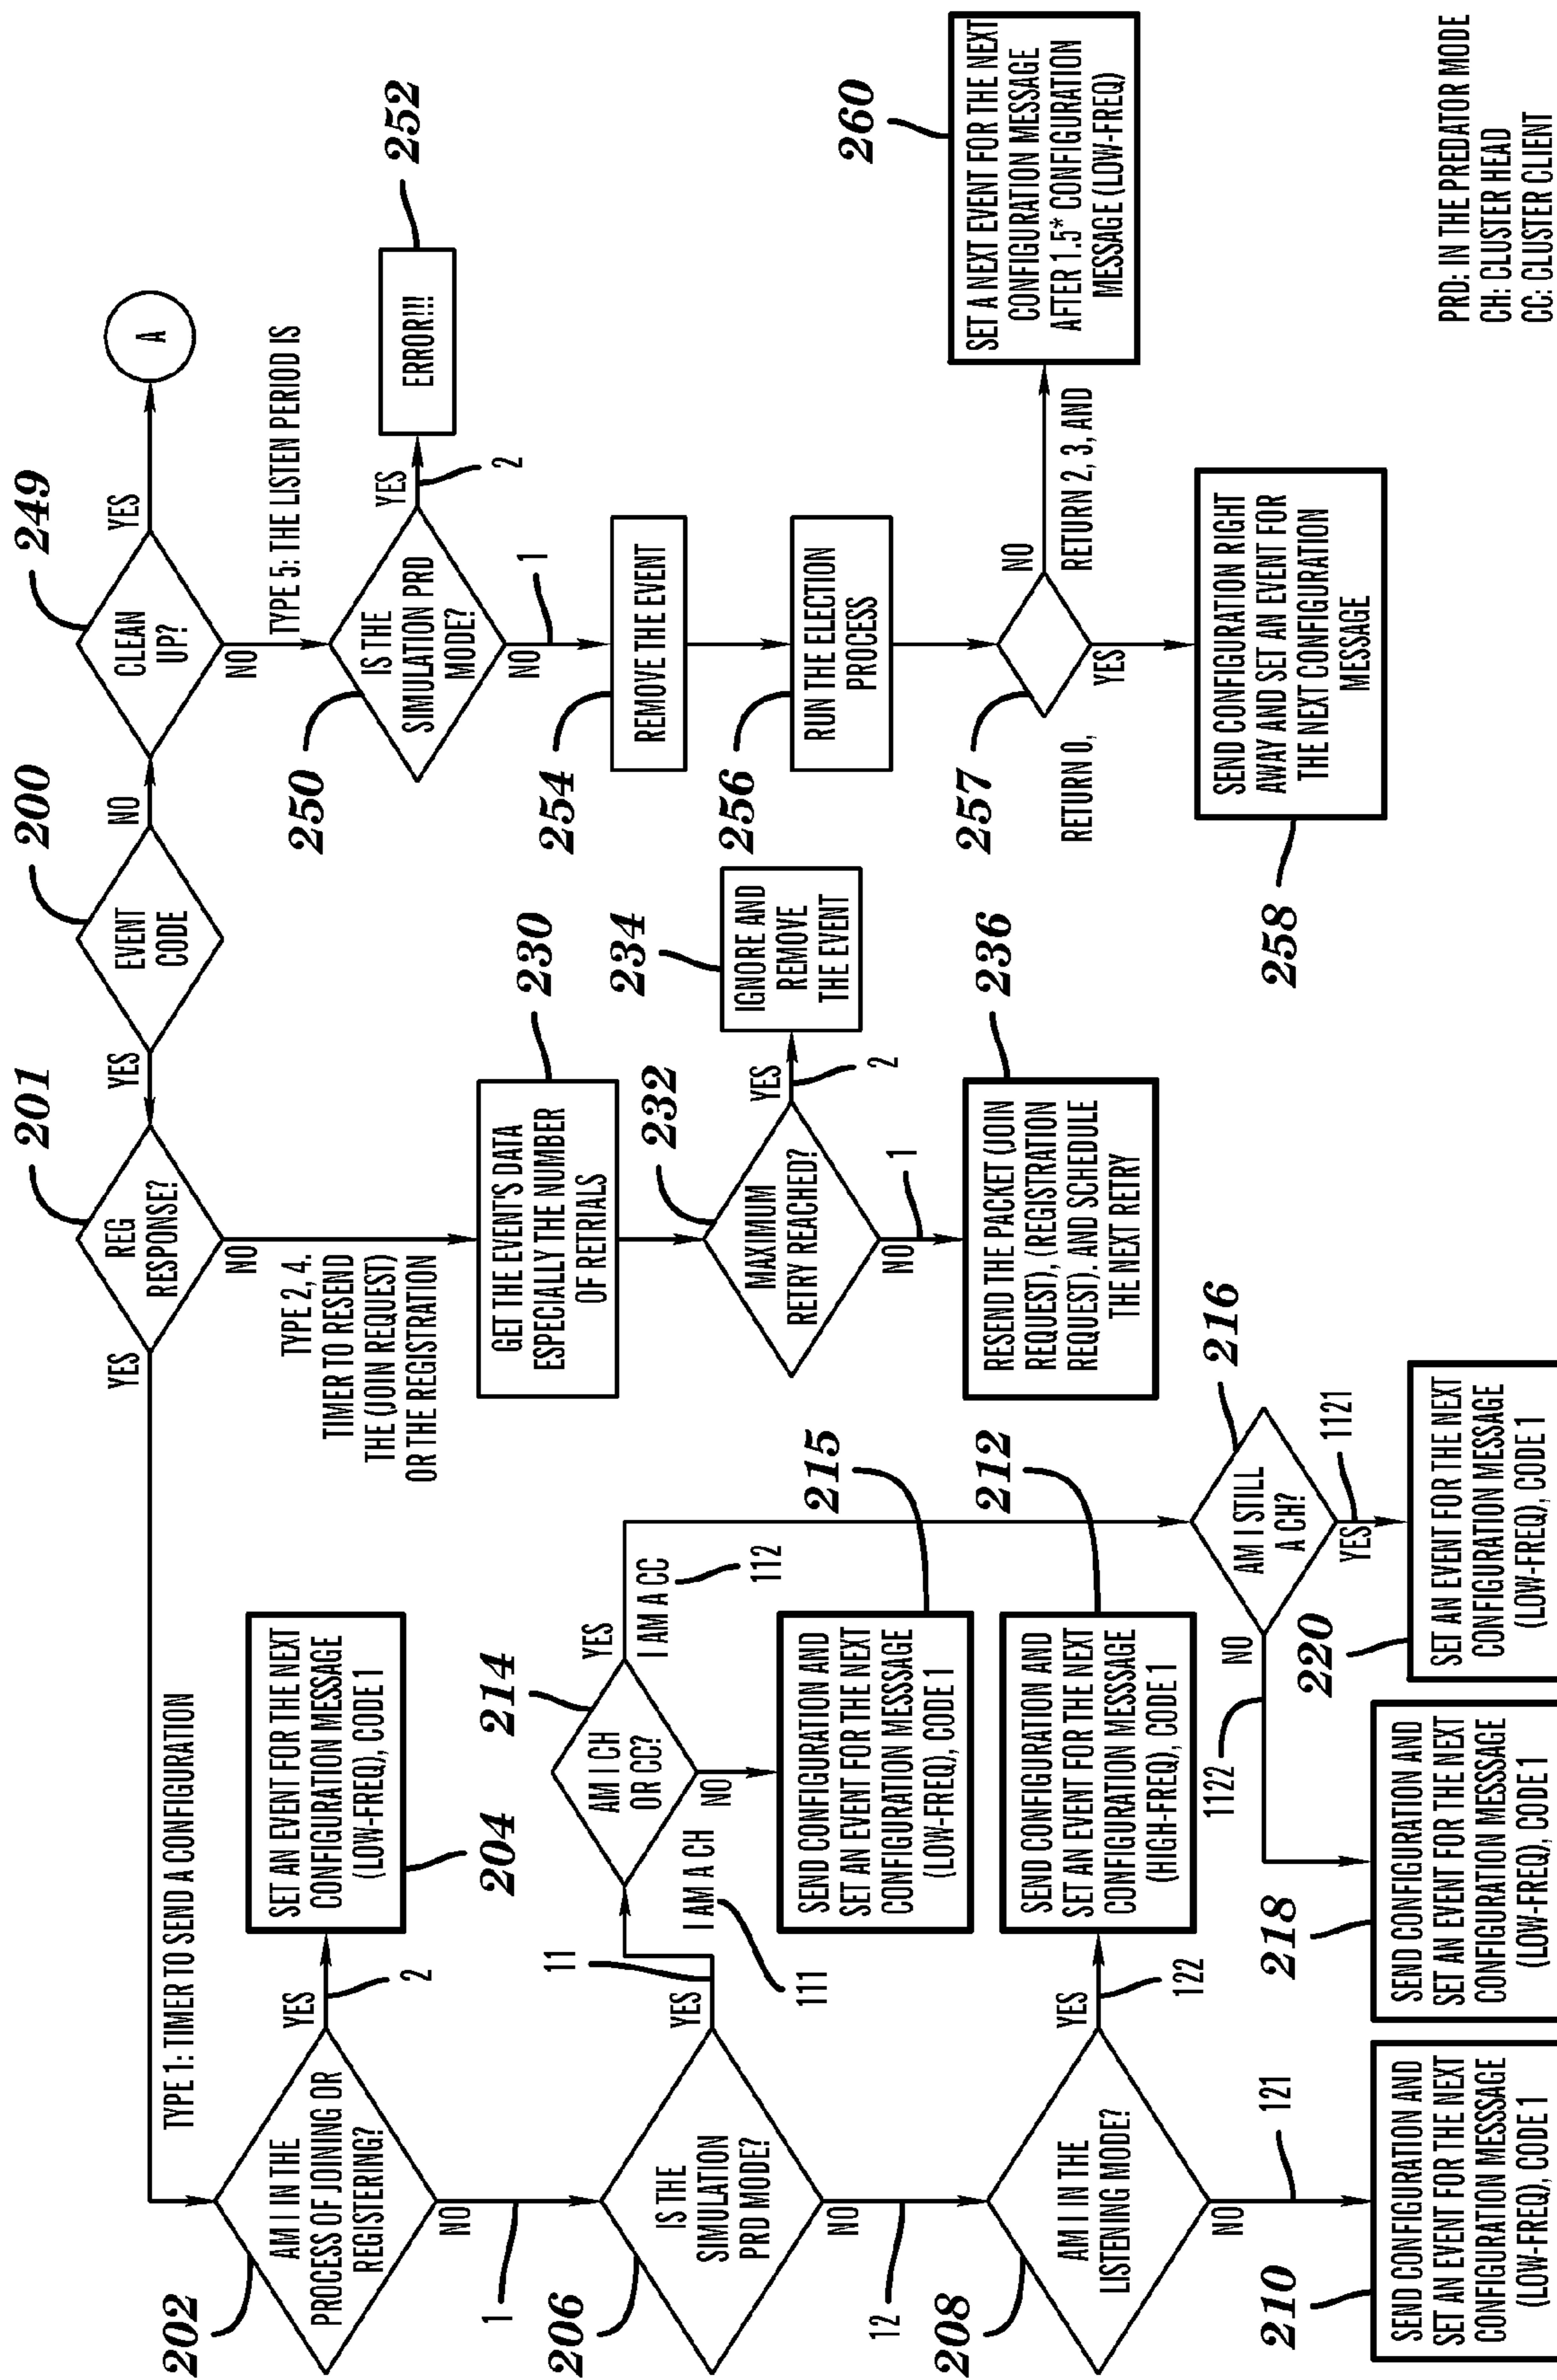 201
200
249
REG
RESPONSE?
YES
NO
YES
EVENT
CODE
NO
CLEAN
UP?
YES
NO
A
TYPE 1: TIMER TO SEND A CONFIGURATION
202
AM I IN THE
PROCESS OF JOINING OR
REGISTERING?
YES
2
NO
1
SET AN EVENT FOR THE NEXT
CONFIGURATION MESSAGE
(LOW-FREQ), CODE 1
204
206
IS THE
SIMULATION
PRD MODE?
YES
11
NO
12
214
AM I CH
OR CC?
YES
I AM A CC
112
NO
I AM A CH
111
SEND CONFIGURATION AND
SET AN EVENT FOR THE NEXT
CONFIGURATION MESSSAGE
(LOW-FREQ), CODE 1
215
208
AM I IN THE
LISTENING MODE?
YES
122
NO
121
SEND CONFIGURATION AND
SET AN EVENT FOR THE NEXT
CONFIGURATION MESSSAGE
(HIGH-FREQ), CODE 1
212
210
SEND CONFIGURATION AND
SET AN EVENT FOR THE NEXT
CONFIGURATION MESSSAGE
(LOW-FREQ), CODE 1
216
AM I STILL
A CH?
NO
1122
YES
1121
218
SEND CONFIGURATION AND
SET AN EVENT FOR THE NEXT
CONFIGURATION MESSSAGE
(LOW-FREQ), CODE 1
220
SET AN EVENT FOR THE NEXT
CONFIGURATION MESSAGE
(LOW-FREQ), CODE 1
TYPE 2, 4.
TIMER TO RESEND
THE (JOIN REQUEST)
OR THE REGISTRATION
230
GET THE EVENT'S DATA
ESPECIALLY THE NUMBER
OF RETRIALS
232
MAXIMUM
RETRY REACHED?
YES
2
NO
1
234
IGNORE AND
REMOVE
THE EVENT
236
RESEND THE PACKET (JOIN
REQUEST), (REGISTRATION
REQUEST). AND SCHEDULE
THE NEXT RETRY
TYPE 5: THE LISTEN PERIOD IS
250
IS THE
SIMULATION PRD
MODE?
YES
2
NO
1
252
ERROR!!!
254
REMOVE THE EVENT
256
RUN THE ELECTION
PROCESS
257
NO
RETURN 2, 3, AND
YES
RETURN 0,
260
SET A NEXT EVENT FOR THE NEXT
CONFIGURATION MESSAGE
AFTER 1.5* CONFIGURATION
MESSAGE (LOW-FREQ)
258
SEND CONFIGURATION RIGHT
AWAY AND SET AN EVENT FOR
THE NEXT CONFIGURATION
MESSAGE
PRD: IN THE PREDATOR MODE
CH: CLUSTER HEAD
CC: CLUSTER CLIENT